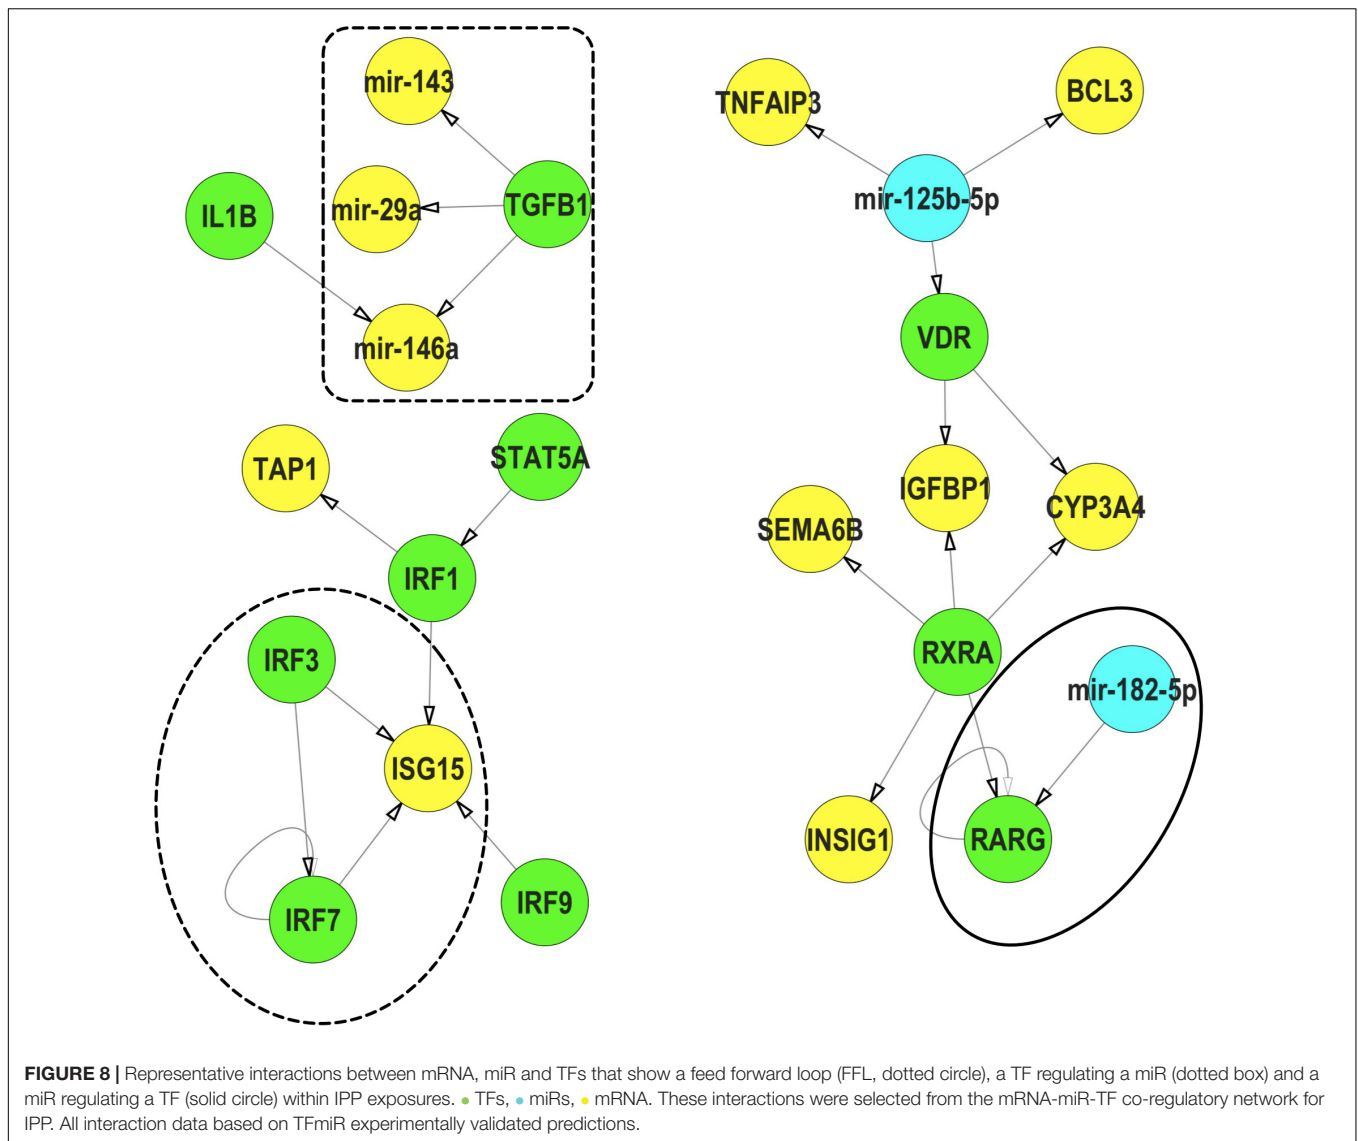 mir-143
mir-29a
TGFB1
IL1B
mir-146a
TAP1
STAT5A
IRF1
IRF3
ISG15
IRF7
IRF9
TNFAIP3
BCL3
mir-125b-5p
VDR
IGFBP1
CYP3A4
SEMA6B
RXRA
mir-182-5p
INSIG1
RARG
FIGURE 8 | Representative interactions between mRNA, miR and TFs that show a feed forward loop (FFL, dotted circle), a TF regulating a miR (dotted box) and a
miR regulating a TF (solid circle) within IPP exposures. ● TFs, ● miRs, ● mRNA. These interactions were selected from the mRNA-miR-TF co-regulatory network for
IPP. All interaction data based on TFmiR experimentally validated predictions.